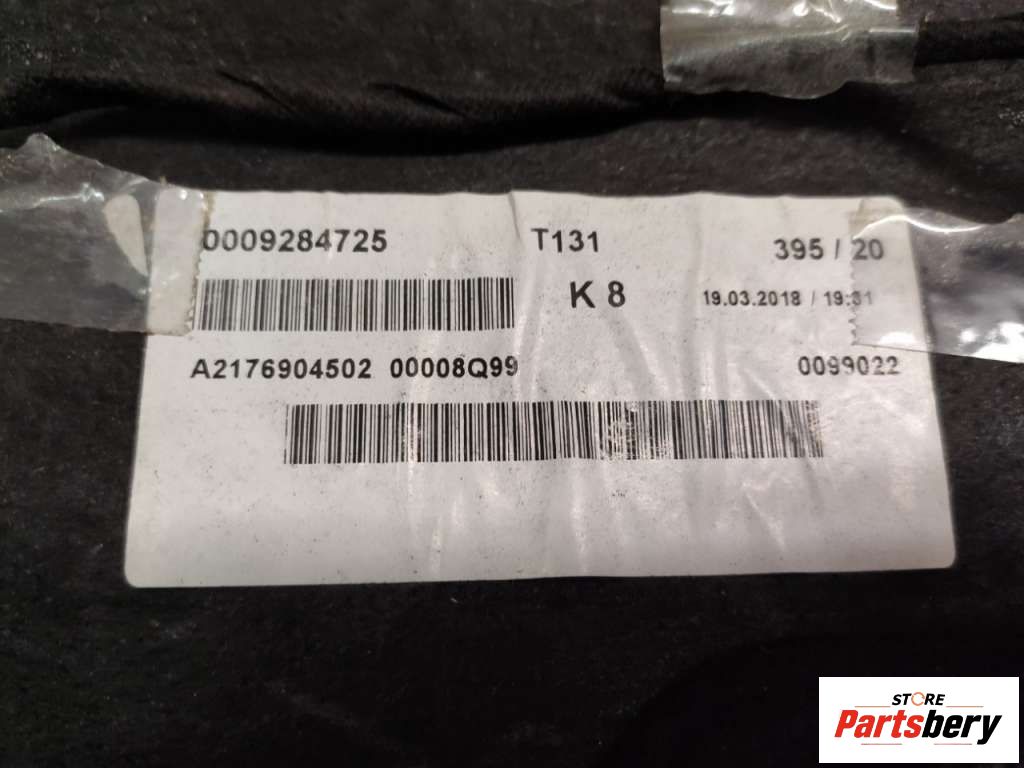 0009284725 T131 395 / 20
K 8 19.03.2018 / 19:31
A2176904502 00008Q99 0099022
STORE
Partsbery